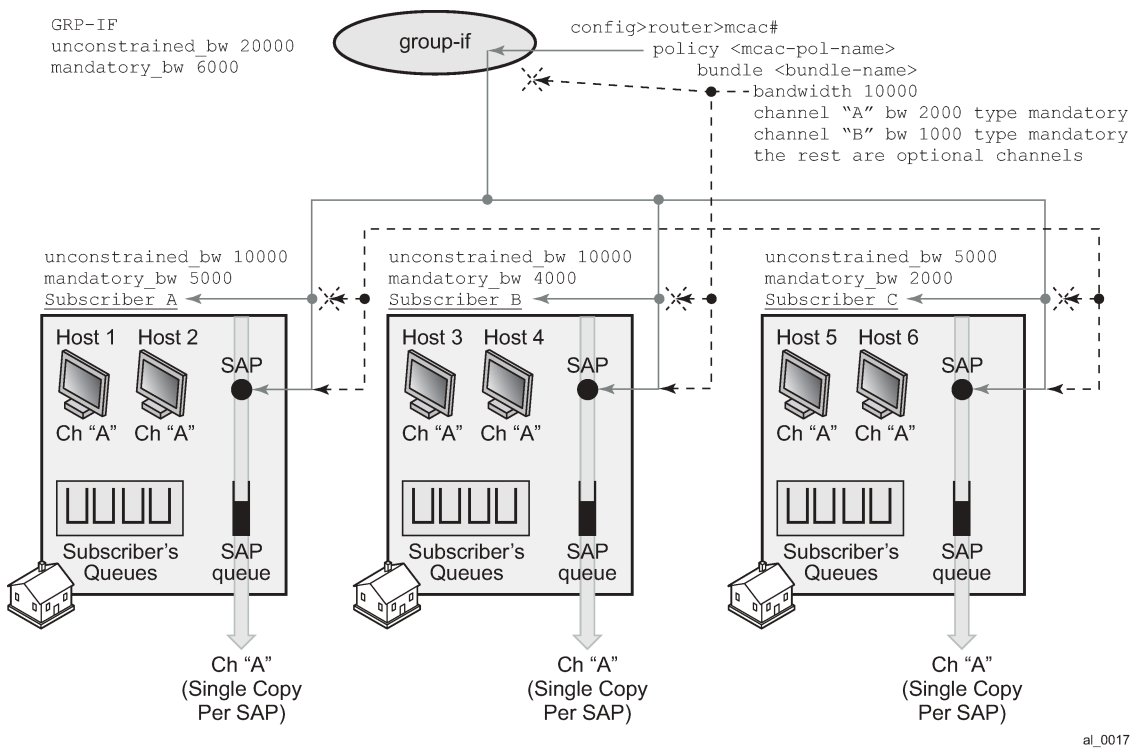 GRP-IF
unconstrained_bw 20000
mandatory_bw 6000
group-if
config>router>mcac#
policy <mcac-pol-name>
bundle <bundle-name>
bandwidth 10000
channel “A” bw 2000 type mandatory
channel “B” bw 1000 type mandatory
the rest are optional channels
unconstrained_bw 10000
mandatory_bw 5000
Subscriber A
unconstrained_bw 10000
mandatory_bw 4000
Subscriber B
unconstrained_bw 5000
mandatory_bw 2000
Subscriber C
Host 1
Host 2
SAP
Ch “A”
Ch “A”
Subscriber’s
Queues
SAP
queue
Host 3
Host 4
SAP
Ch “A”
Ch “A”
Subscriber’s
Queues
SAP
queue
Host 5
Host 6
SAP
Ch “A”
Ch “A”
Subscriber’s
Queues
SAP
queue
Ch “A”
(Single Copy
Per SAP)
Ch “A”
(Single Copy
Per SAP)
Ch “A”
(Single Copy
Per SAP)
al_0017